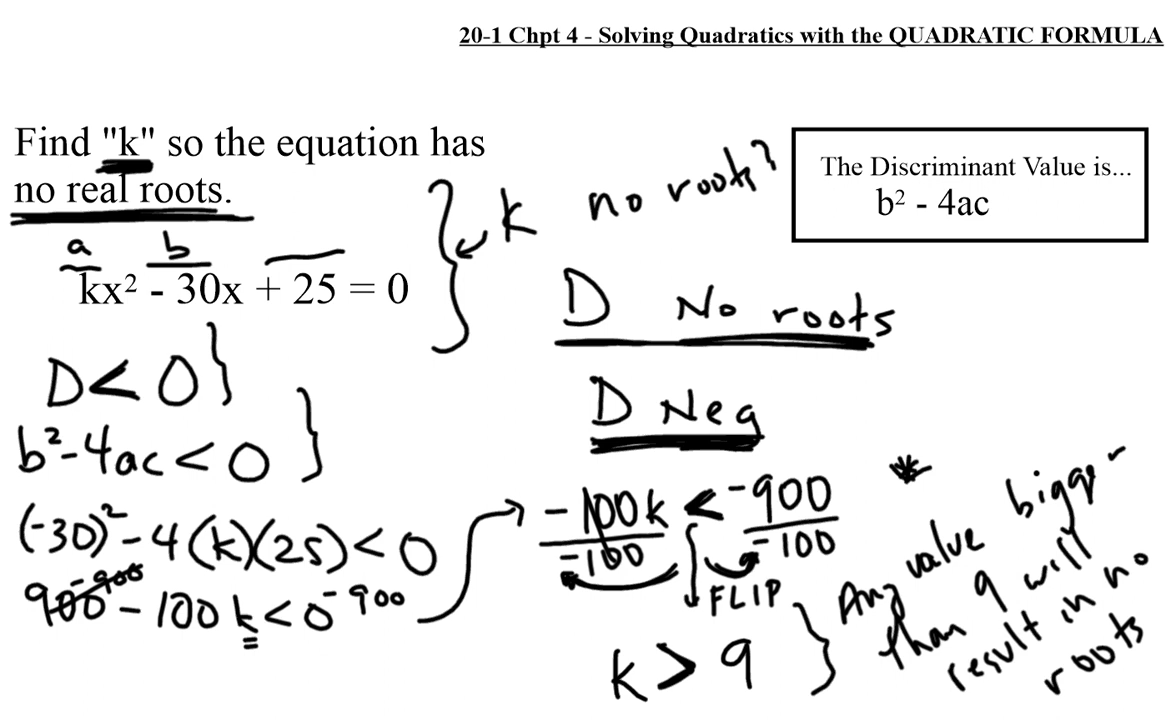 20-1 Chpt 4 - Solving Quadratics with the QUADRATIC FORMULA
Find "k" so the equation has
no real roots.
The Discriminant Value is...
b² - 4ac
k no roots?
a b
kx² - 30x + 25 = 0
D No roots
D < 0
D Neg
b² - 4ac < 0
(-30)² - 4(k)(25) < 0
-900 -900
900 - 100k < 0
-100k < -900
-100 -100
FLIP
k > 9
* Any value bigger
than 9 will
result in no
roots